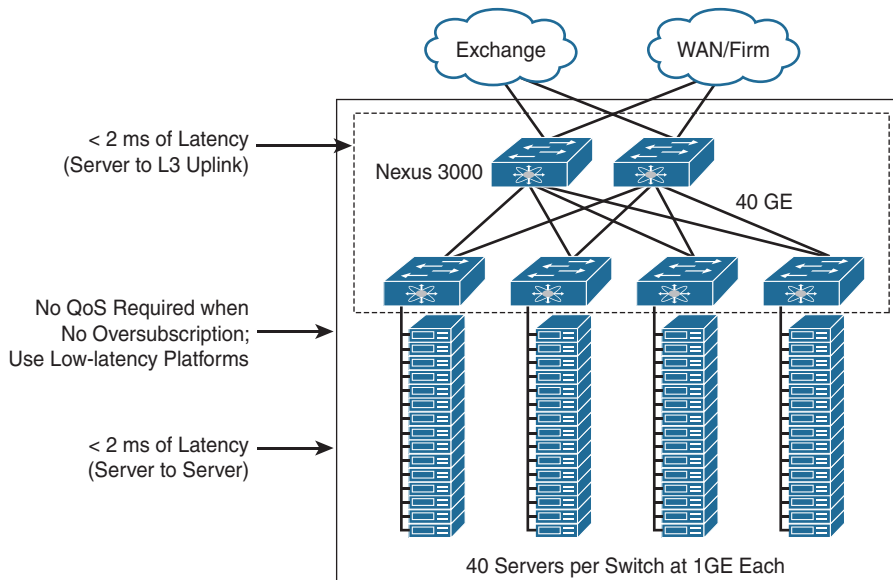 Exchange
WAN/Firm
< 2 ms of Latency
(Server to L3 Uplink)
Nexus 3000
40 GE
No QoS Required when
No Oversubscription;
Use Low-latency Platforms
< 2 ms of Latency
(Server to Server)
40 Servers per Switch at 1GE Each